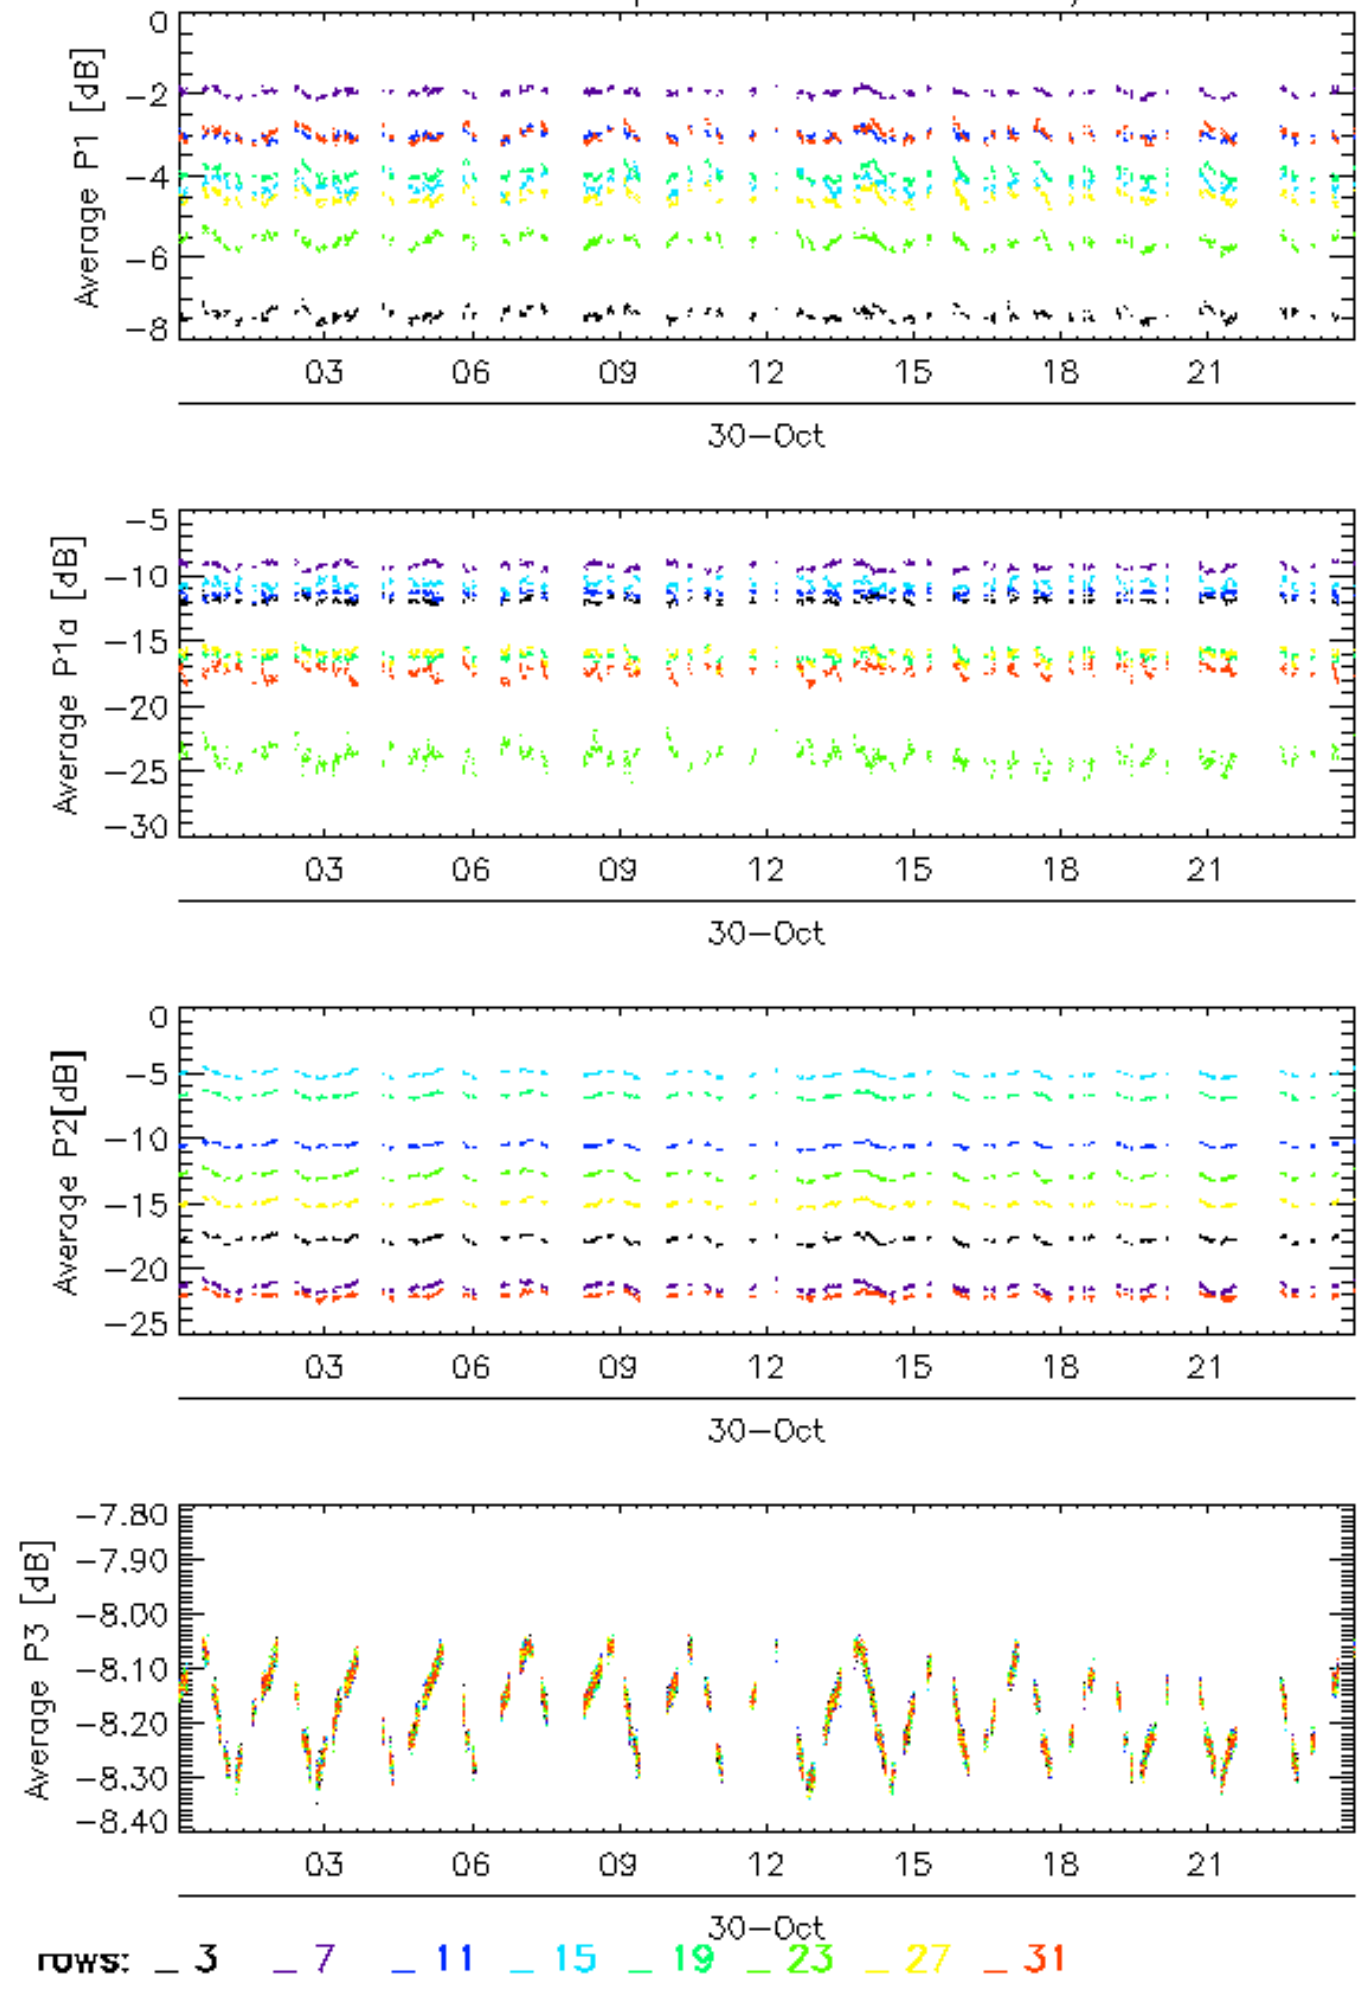 Average P1 [dB]
0
−2
−4
−6
−8
03 06 09 12 15 18 21
30−Oct
Average P1a [dB]
−5
−10
−15
−20
−25
−30
03 06 09 12 15 18 21
30−Oct
Average P2[dB]
0
−5
−10
−15
−20
−25
03 06 09 12 15 18 21
30−Oct
Average P3 [dB]
−7.80
−7.90
−8.00
−8.10
−8.20
−8.30
−8.40
03 06 09 12 15 18 21
30−Oct
rows: _ 3 _ 7 _ 11 _ 15 _ 19 _ 23 _ 27 _ 31